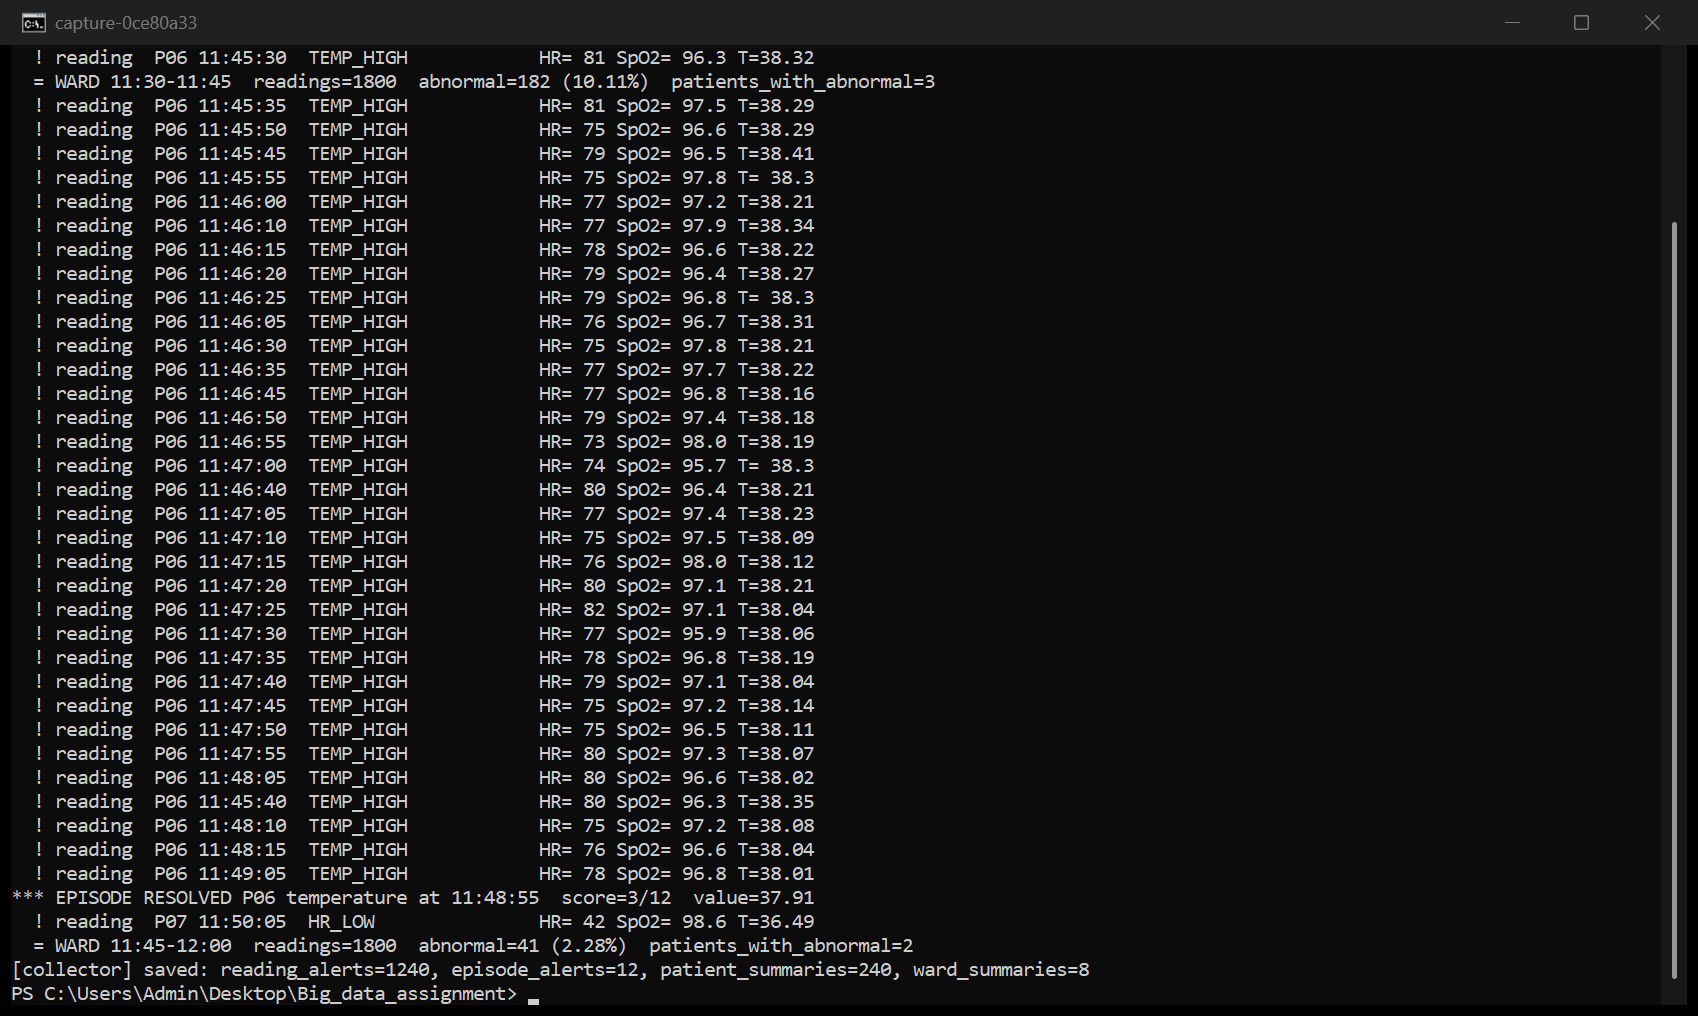 capture-0ce80a33
! reading  P06 11:45:30  TEMP_HIGH            HR= 81 SpO2= 96.3 T=38.32
= WARD 11:30-11:45  readings=1800  abnormal=182 (10.11%)  patients_with_abnormal=3
! reading  P06 11:45:35  TEMP_HIGH            HR= 81 SpO2= 97.5 T=38.29
! reading  P06 11:45:50  TEMP_HIGH            HR= 75 SpO2= 96.6 T=38.29
! reading  P06 11:45:45  TEMP_HIGH            HR= 79 SpO2= 96.5 T=38.41
! reading  P06 11:45:55  TEMP_HIGH            HR= 75 SpO2= 97.8 T= 38.3
! reading  P06 11:46:00  TEMP_HIGH            HR= 77 SpO2= 97.2 T=38.21
! reading  P06 11:46:10  TEMP_HIGH            HR= 77 SpO2= 97.9 T=38.34
! reading  P06 11:46:15  TEMP_HIGH            HR= 78 SpO2= 96.6 T=38.22
! reading  P06 11:46:20  TEMP_HIGH            HR= 79 SpO2= 96.4 T=38.27
! reading  P06 11:46:25  TEMP_HIGH            HR= 79 SpO2= 96.8 T= 38.3
! reading  P06 11:46:05  TEMP_HIGH            HR= 76 SpO2= 96.7 T=38.31
! reading  P06 11:46:30  TEMP_HIGH            HR= 75 SpO2= 97.8 T=38.21
! reading  P06 11:46:35  TEMP_HIGH            HR= 77 SpO2= 97.7 T=38.22
! reading  P06 11:46:45  TEMP_HIGH            HR= 77 SpO2= 96.8 T=38.16
! reading  P06 11:46:50  TEMP_HIGH            HR= 79 SpO2= 97.4 T=38.18
! reading  P06 11:46:55  TEMP_HIGH            HR= 73 SpO2= 98.0 T=38.19
! reading  P06 11:47:00  TEMP_HIGH            HR= 74 SpO2= 95.7 T= 38.3
! reading  P06 11:46:40  TEMP_HIGH            HR= 80 SpO2= 96.4 T=38.21
! reading  P06 11:47:05  TEMP_HIGH            HR= 77 SpO2= 97.4 T=38.23
! reading  P06 11:47:10  TEMP_HIGH            HR= 75 SpO2= 97.5 T=38.09
! reading  P06 11:47:15  TEMP_HIGH            HR= 76 SpO2= 98.0 T=38.12
! reading  P06 11:47:20  TEMP_HIGH            HR= 80 SpO2= 97.1 T=38.21
! reading  P06 11:47:25  TEMP_HIGH            HR= 82 SpO2= 97.1 T=38.04
! reading  P06 11:47:30  TEMP_HIGH            HR= 77 SpO2= 95.9 T=38.06
! reading  P06 11:47:35  TEMP_HIGH            HR= 78 SpO2= 96.8 T=38.19
! reading  P06 11:47:40  TEMP_HIGH            HR= 79 SpO2= 97.1 T=38.04
! reading  P06 11:47:45  TEMP_HIGH            HR= 75 SpO2= 97.2 T=38.14
! reading  P06 11:47:50  TEMP_HIGH            HR= 75 SpO2= 96.5 T=38.11
! reading  P06 11:47:55  TEMP_HIGH            HR= 80 SpO2= 97.3 T=38.07
! reading  P06 11:48:05  TEMP_HIGH            HR= 80 SpO2= 96.6 T=38.02
! reading  P06 11:45:40  TEMP_HIGH            HR= 80 SpO2= 96.3 T=38.35
! reading  P06 11:48:10  TEMP_HIGH            HR= 75 SpO2= 97.2 T=38.08
! reading  P06 11:48:15  TEMP_HIGH            HR= 76 SpO2= 96.6 T=38.04
! reading  P06 11:49:05  TEMP_HIGH            HR= 78 SpO2= 96.8 T=38.01
*** EPISODE RESOLVED P06 temperature at 11:48:55  score=3/12  value=37.91
! reading  P07 11:50:05  HR_LOW               HR= 42 SpO2= 98.6 T=36.49
= WARD 11:45-12:00  readings=1800  abnormal=41 (2.28%)  patients_with_abnormal=2
[collector] saved: reading_alerts=1240, episode_alerts=12, patient_summaries=240, ward_summaries=8
PS C:\Users\Admin\Desktop\Big_data_assignment>